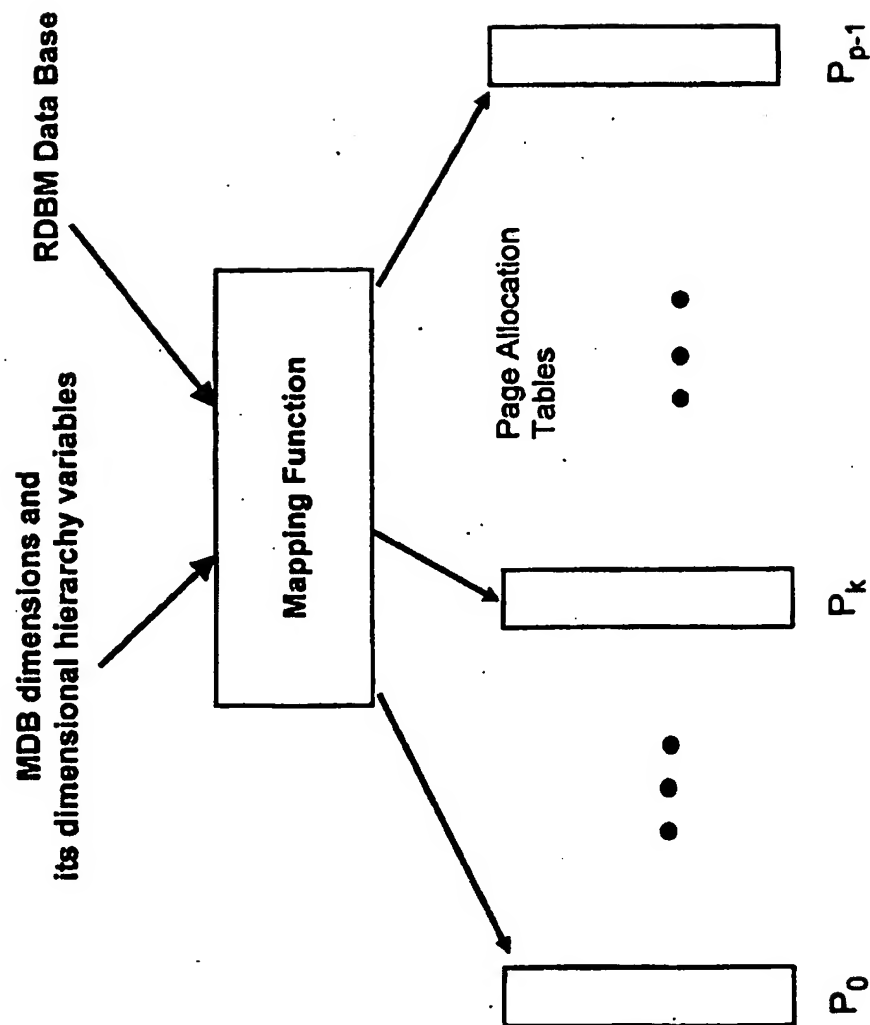 MDB dimensions and
its dimensional hierarchy variables
RDBM Data Base
Mapping Function
Page Allocation
Tables
P0
Pk
Pp-1